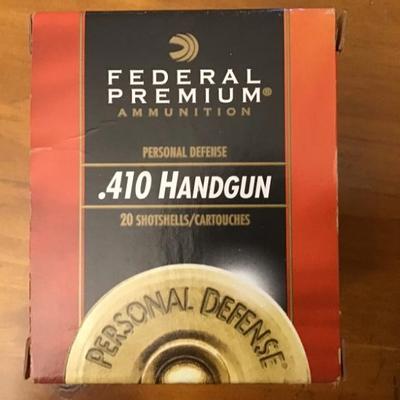 FEDERAL
PREMIUM®
AMMUNITION
PERSONAL DEFENSE
.410 HANDGUN
20 SHOTSHELLS/CARTOUCHES
PERSONAL DEFENSE